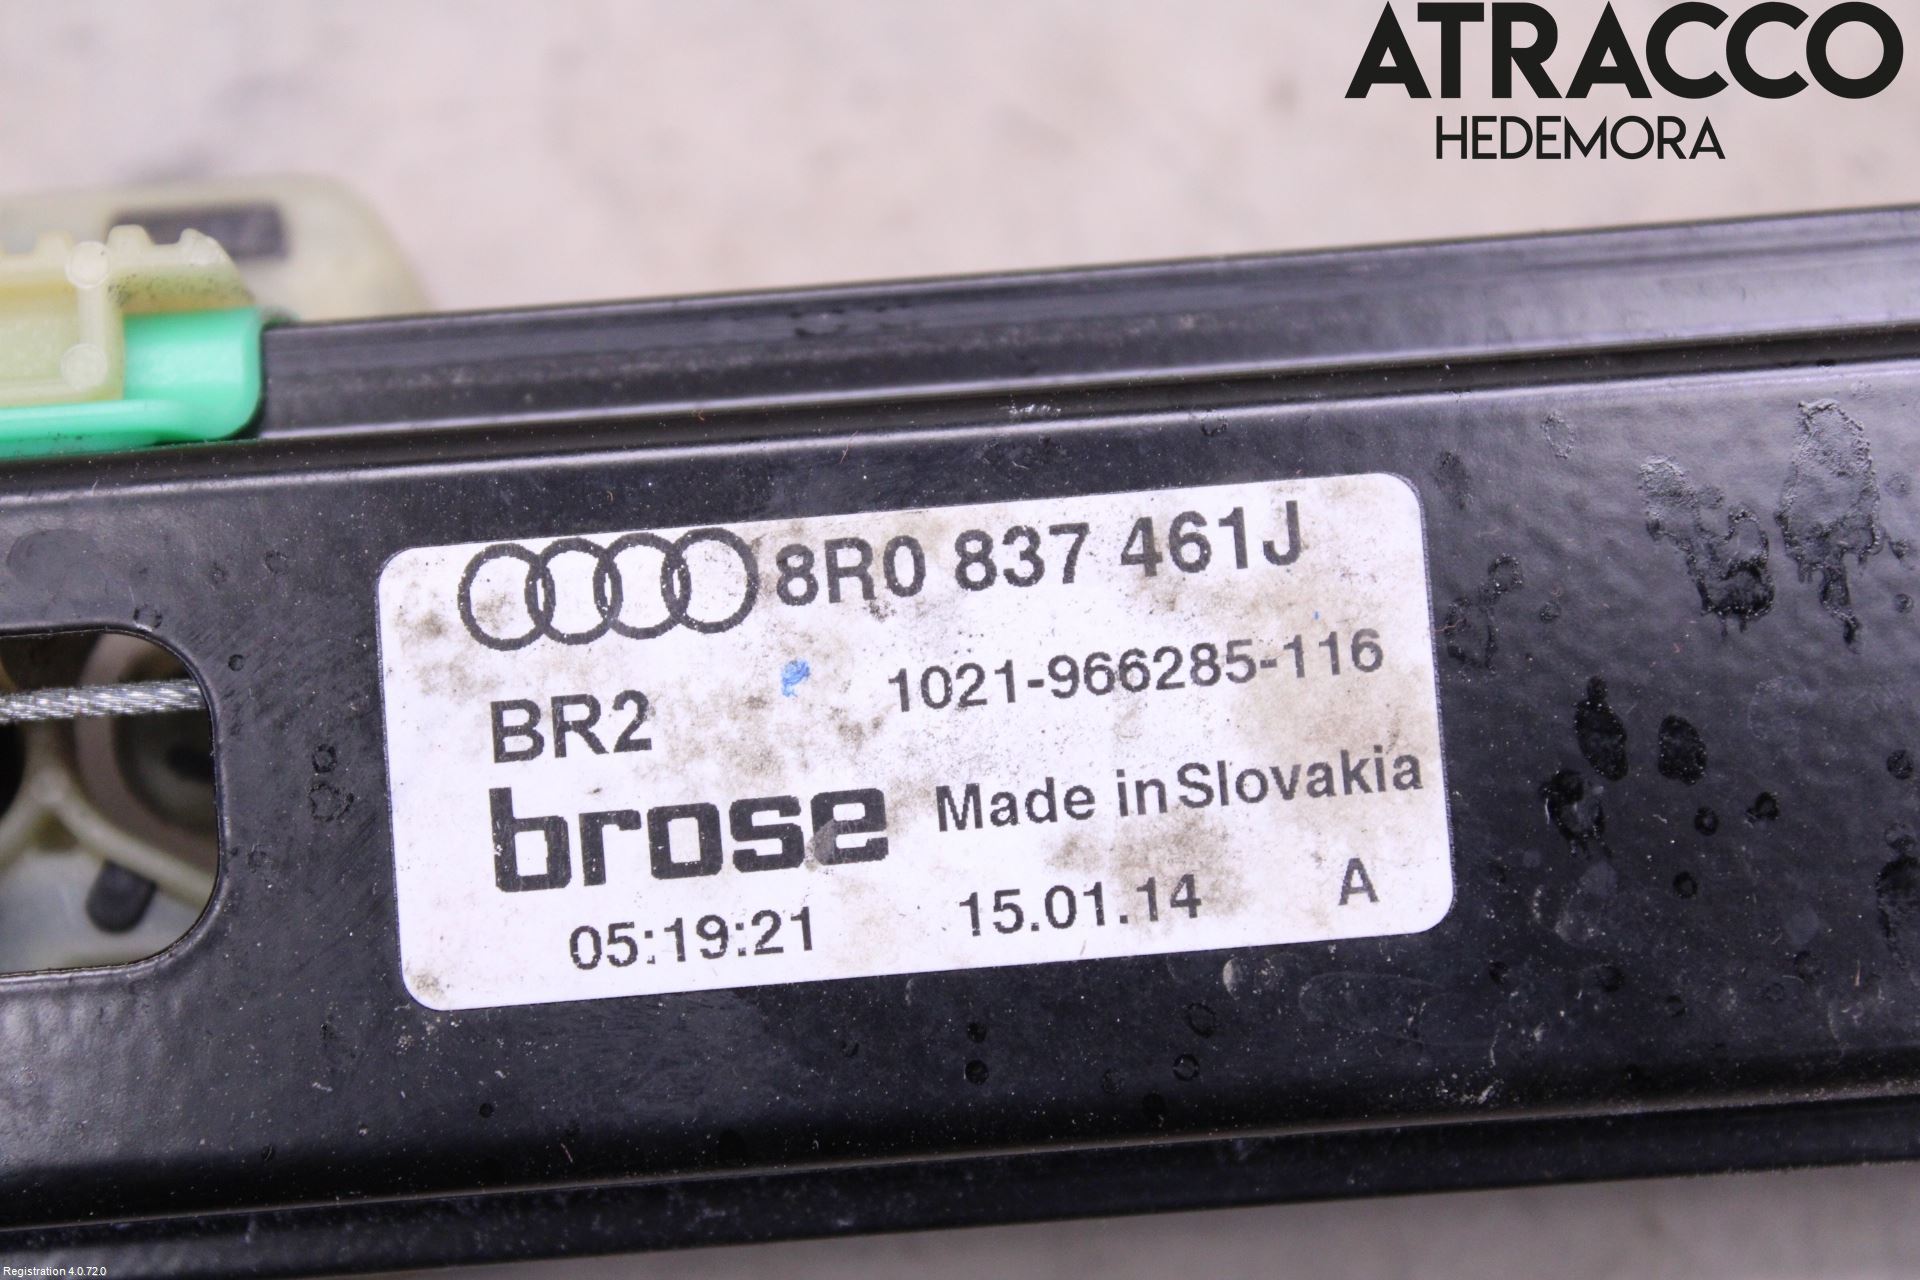 ATRACCO
HEDEMORA
8R0 837 461J
1021-966285-116
BR2
brose Made in Slovakia
05:19:21 15.01.14 A
Registration 4.0.72.0